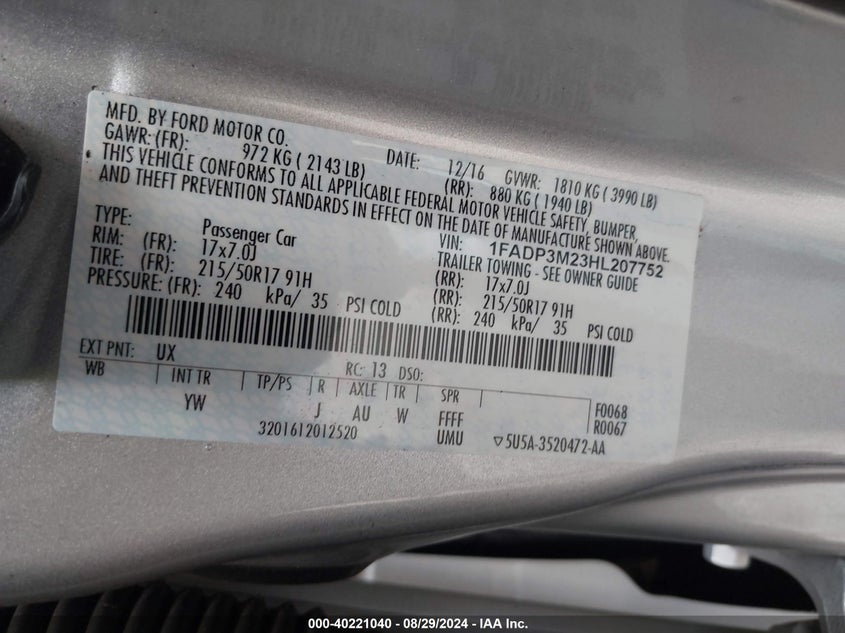 MFD. BY FORD MOTOR CO.
DATE: 12/16 GVWR: 1810 KG ( 3990 LB)
GAWR: (FR): 972 KG ( 2143 LB) (RR): 880 KG ( 1940 LB)
THIS VEHICLE CONFORMS TO ALL APPLICABLE FEDERAL MOTOR VEHICLE SAFETY, BUMPER,
AND THEFT PREVENTION STANDARDS IN EFFECT ON THE DATE OF MANUFACTURE SHOWN ABOVE.
VIN: 1FADP3M23HL207752
TYPE: Passenger Car TRAILER TOWING - SEE OWNER GUIDE
RIM: (FR): 17x7.0J (RR): 17x7.0J
TIRE: (FR): 215/50R17 91H (RR): 215/50R17 91H
PRESSURE: (FR): 240 kPa/ 35 PSI COLD (RR): 240 kPa/ 35 PSI COLD
EXT PNT: UX RC: 13 DSO:
WB INT TR TP/PS R AXLE TR SPR
YW J AU W FFFF F0068
UMU R0067
3201612012520 ▽5U5A-3520472-AA
000-40221040 - 08/29/2024 - IAA Inc.